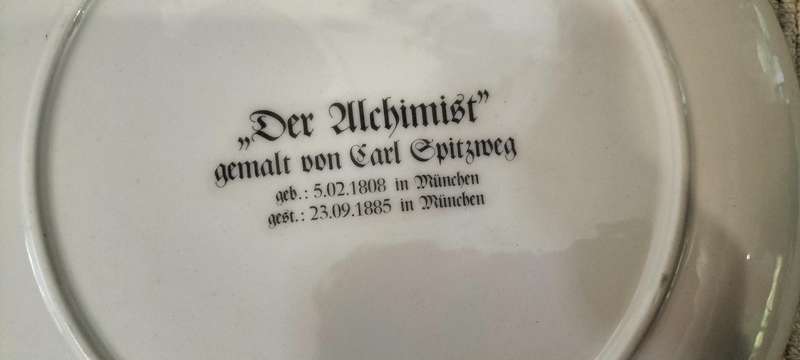 „Der Alchimist”
gemalt von Carl Spitzweg
geb.: 5.02.1808 in München
gest.: 23.09.1885 in München